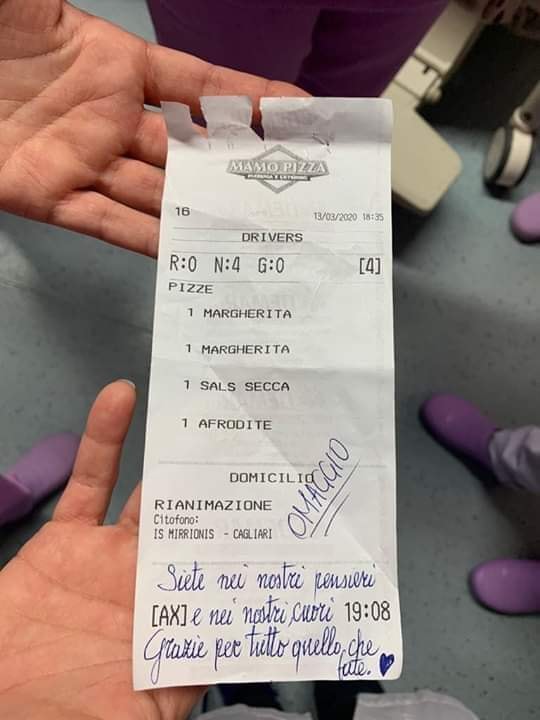 MAMO PIZZA
PIZZERIA & CATERING
16 13/03/2020 18:35
DRIVERS
R:0 N:4 G:0 [4]
PIZZE
1 MARGHERITA
1 MARGHERITA
1 SALS SECCA
1 AFRODITE
DOMICILIO
OMAGGIO
RIANIMAZIONE
Citofono:
IS MIRRIONIS - CAGLIARI
Siete nei nostri pensieri
[AX] e nei nostri cuori 19:08
Grazie per tutto quello che
fate.